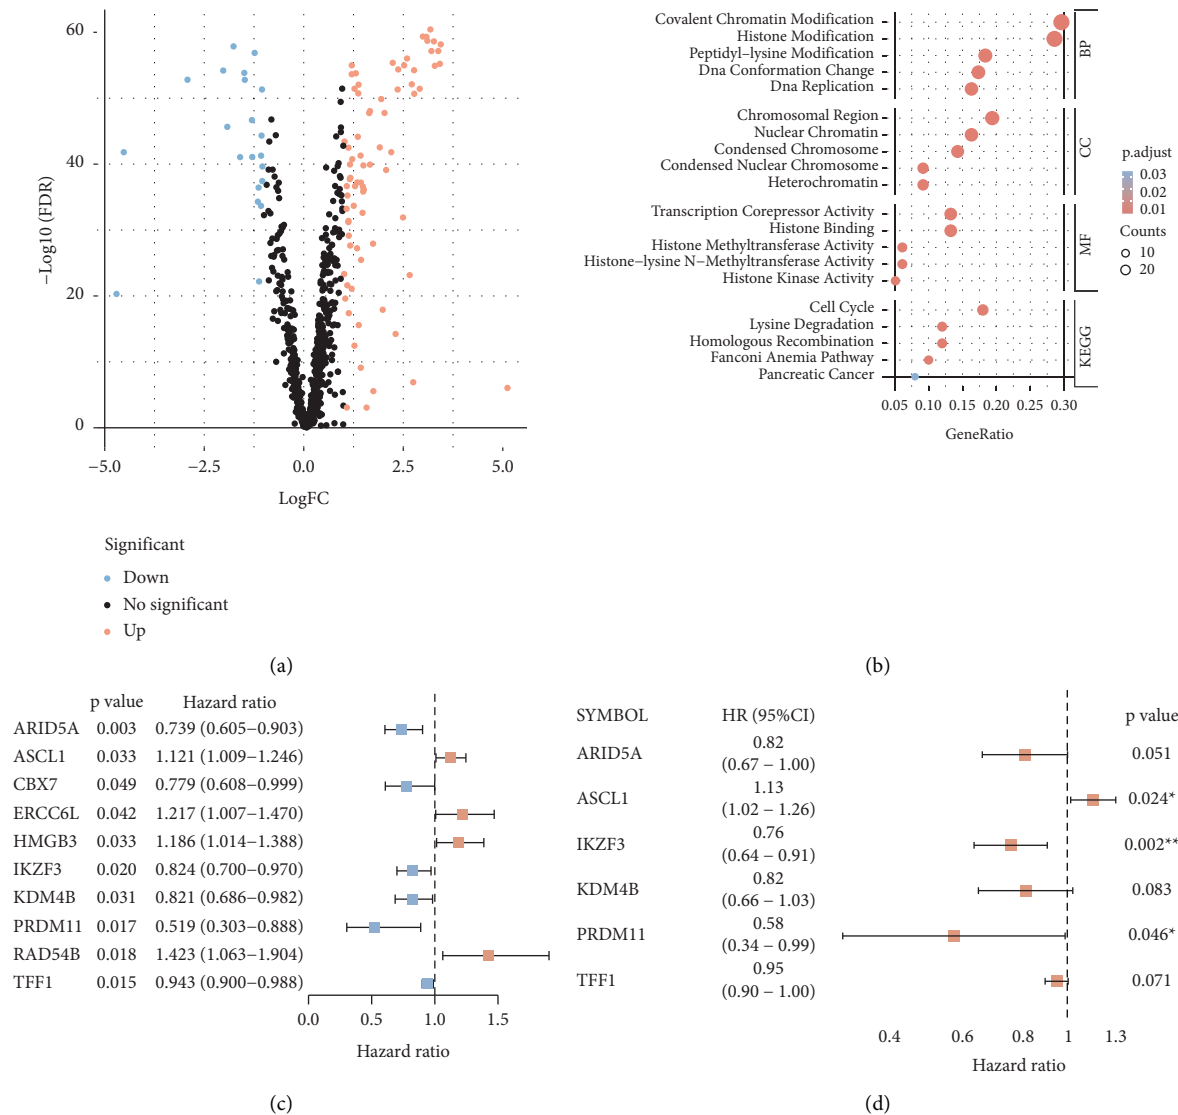 60
40
20
0
−Log10 (FDR)
−5.0 −2.5 0.0 2.5 5.0
LogFC
Significant
Down
No significant
Up
(a)
Covalent Chromatin Modification
Histone Modification
Peptidyl−lysine Modification
Dna Conformation Change
Dna Replication
BP
Chromosomal Region
Nuclear Chromatin
Condensed Chromosome
Condensed Nuclear Chromosome
Heterochromatin
CC
Transcription Corepressor Activity
Histone Binding
Histone Methyltransferase Activity
Histone−lysine N−Methyltransferase Activity
Histone Kinase Activity
MF
Cell Cycle
Lysine Degradation
Homologous Recombination
Fanconi Anemia Pathway
Pancreatic Cancer
KEGG
0.05 0.10 0.15 0.20 0.25 0.30
GeneRatio
p.adjust
0.03
0.02
0.01
Counts
10
20
(b)
p value Hazard ratio
ARID5A 0.003 0.739 (0.605−0.903)
ASCL1 0.033 1.121 (1.009−1.246)
CBX7 0.049 0.779 (0.608−0.999)
ERCC6L 0.042 1.217 (1.007−1.470)
HMGB3 0.033 1.186 (1.014−1.388)
IKZF3 0.020 0.824 (0.700−0.970)
KDM4B 0.031 0.821 (0.686−0.982)
PRDM11 0.017 0.519 (0.303−0.888)
RAD54B 0.018 1.423 (1.063−1.904)
TFF1 0.015 0.943 (0.900−0.988)
0.0 0.5 1.0 1.5
Hazard ratio
(c)
SYMBOL HR (95%CI) p value
0.82
ARID5A 0.051
(0.67 − 1.00)
1.13
ASCL1 0.024*
(1.02 − 1.26)
0.76
IKZF3 0.002**
(0.64 − 0.91)
0.82
KDM4B 0.083
(0.66 − 1.03)
0.58
PRDM11 0.046*
(0.34 − 0.99)
0.95
TFF1 0.071
(0.90 − 1.00)
0.4 0.6 0.8 1 1.3
Hazard ratio
(d)